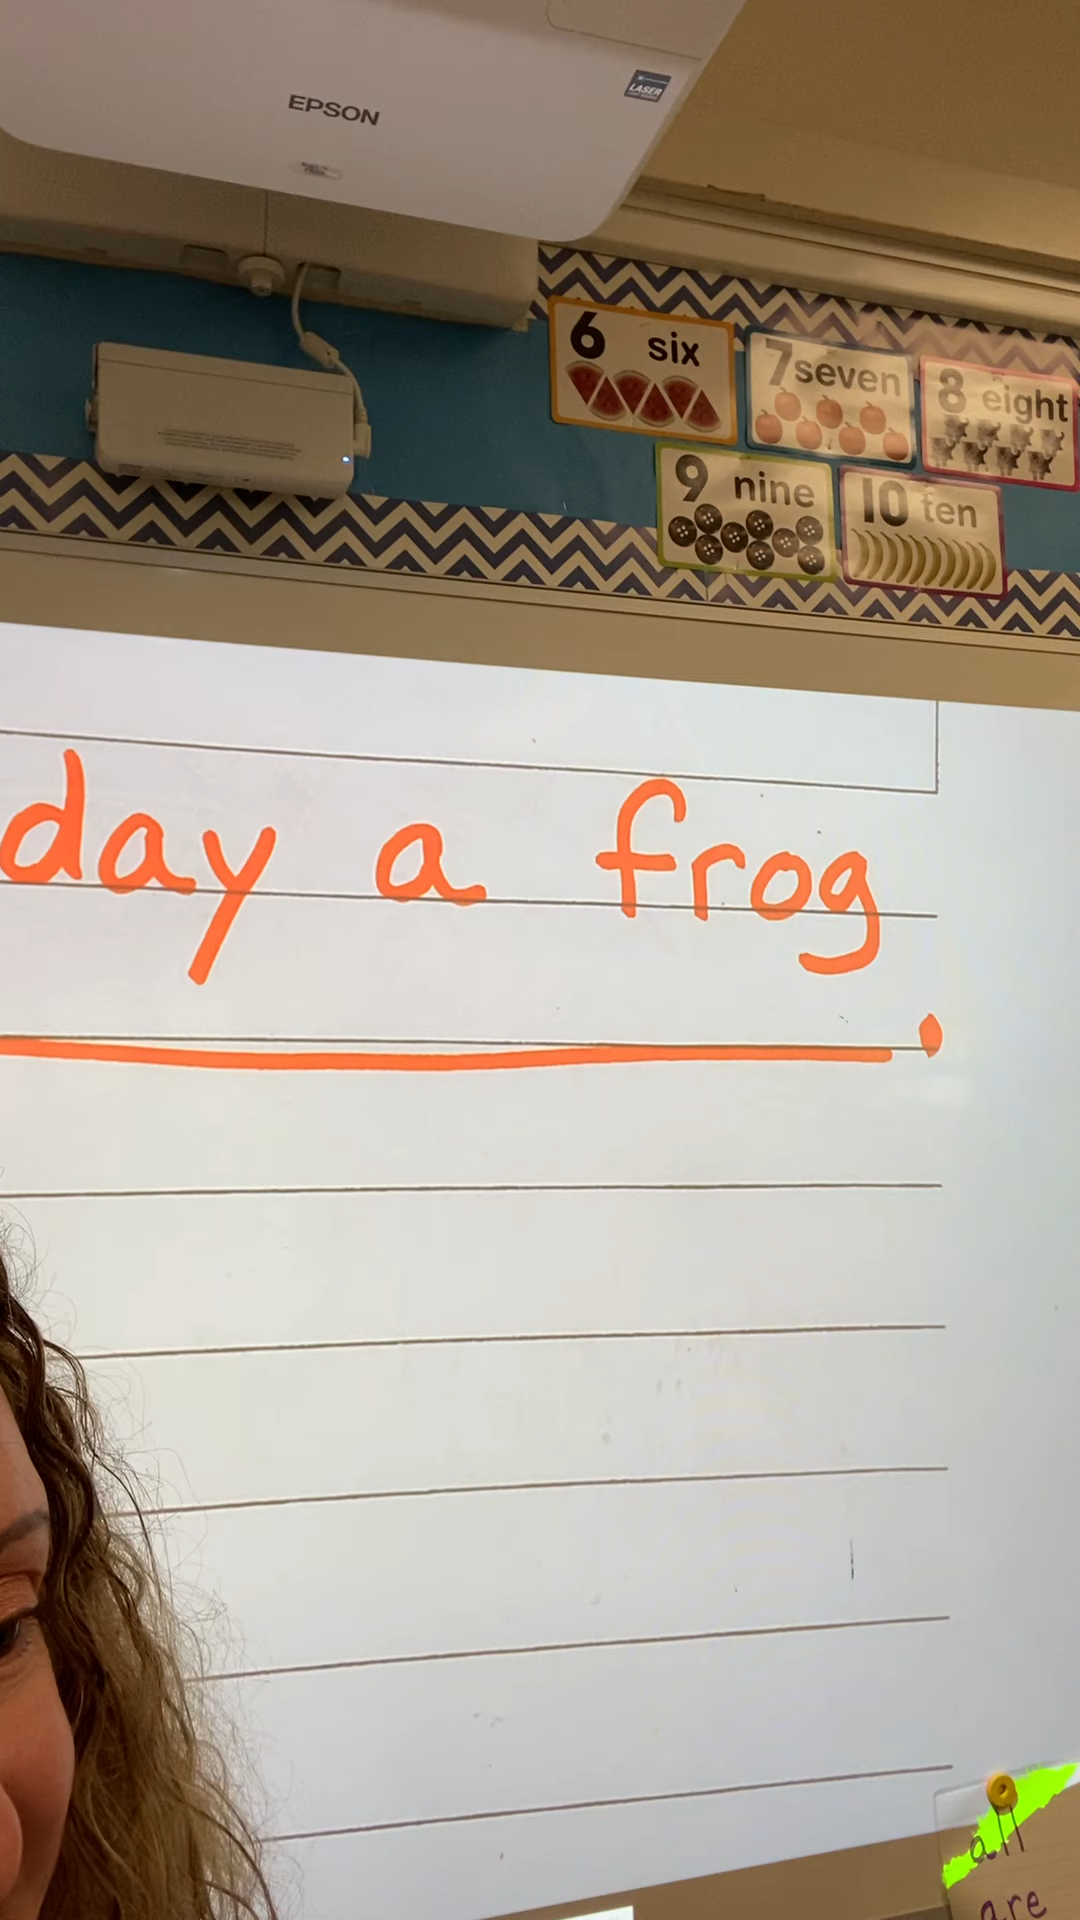 EPSON
LASER
6 six
7 seven
8 eight
9 nine
10 ten
day a frog
.
all
are